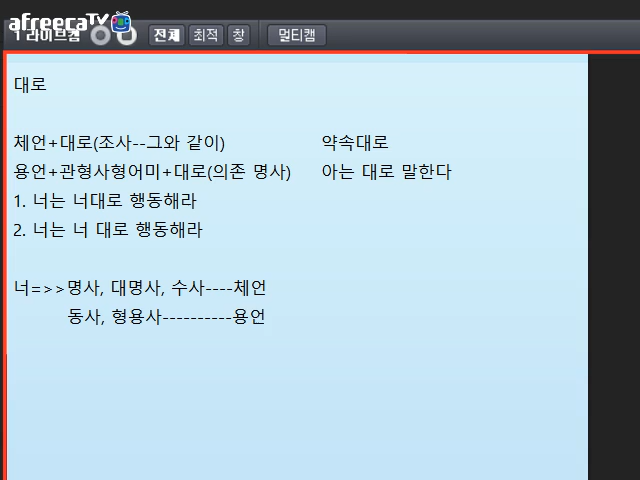 afreecaTV
1 라이브캠 전체 최적 창 멀티캠
대로
체언+대로(조사--그와 같이) 약속대로
용언+관형사형어미+대로(의존 명사) 아는 대로 말한다
1. 너는 너대로 행동해라
2. 너는 너 대로 행동해라
너=>>명사, 대명사, 수사----체언
동사, 형용사----------용언